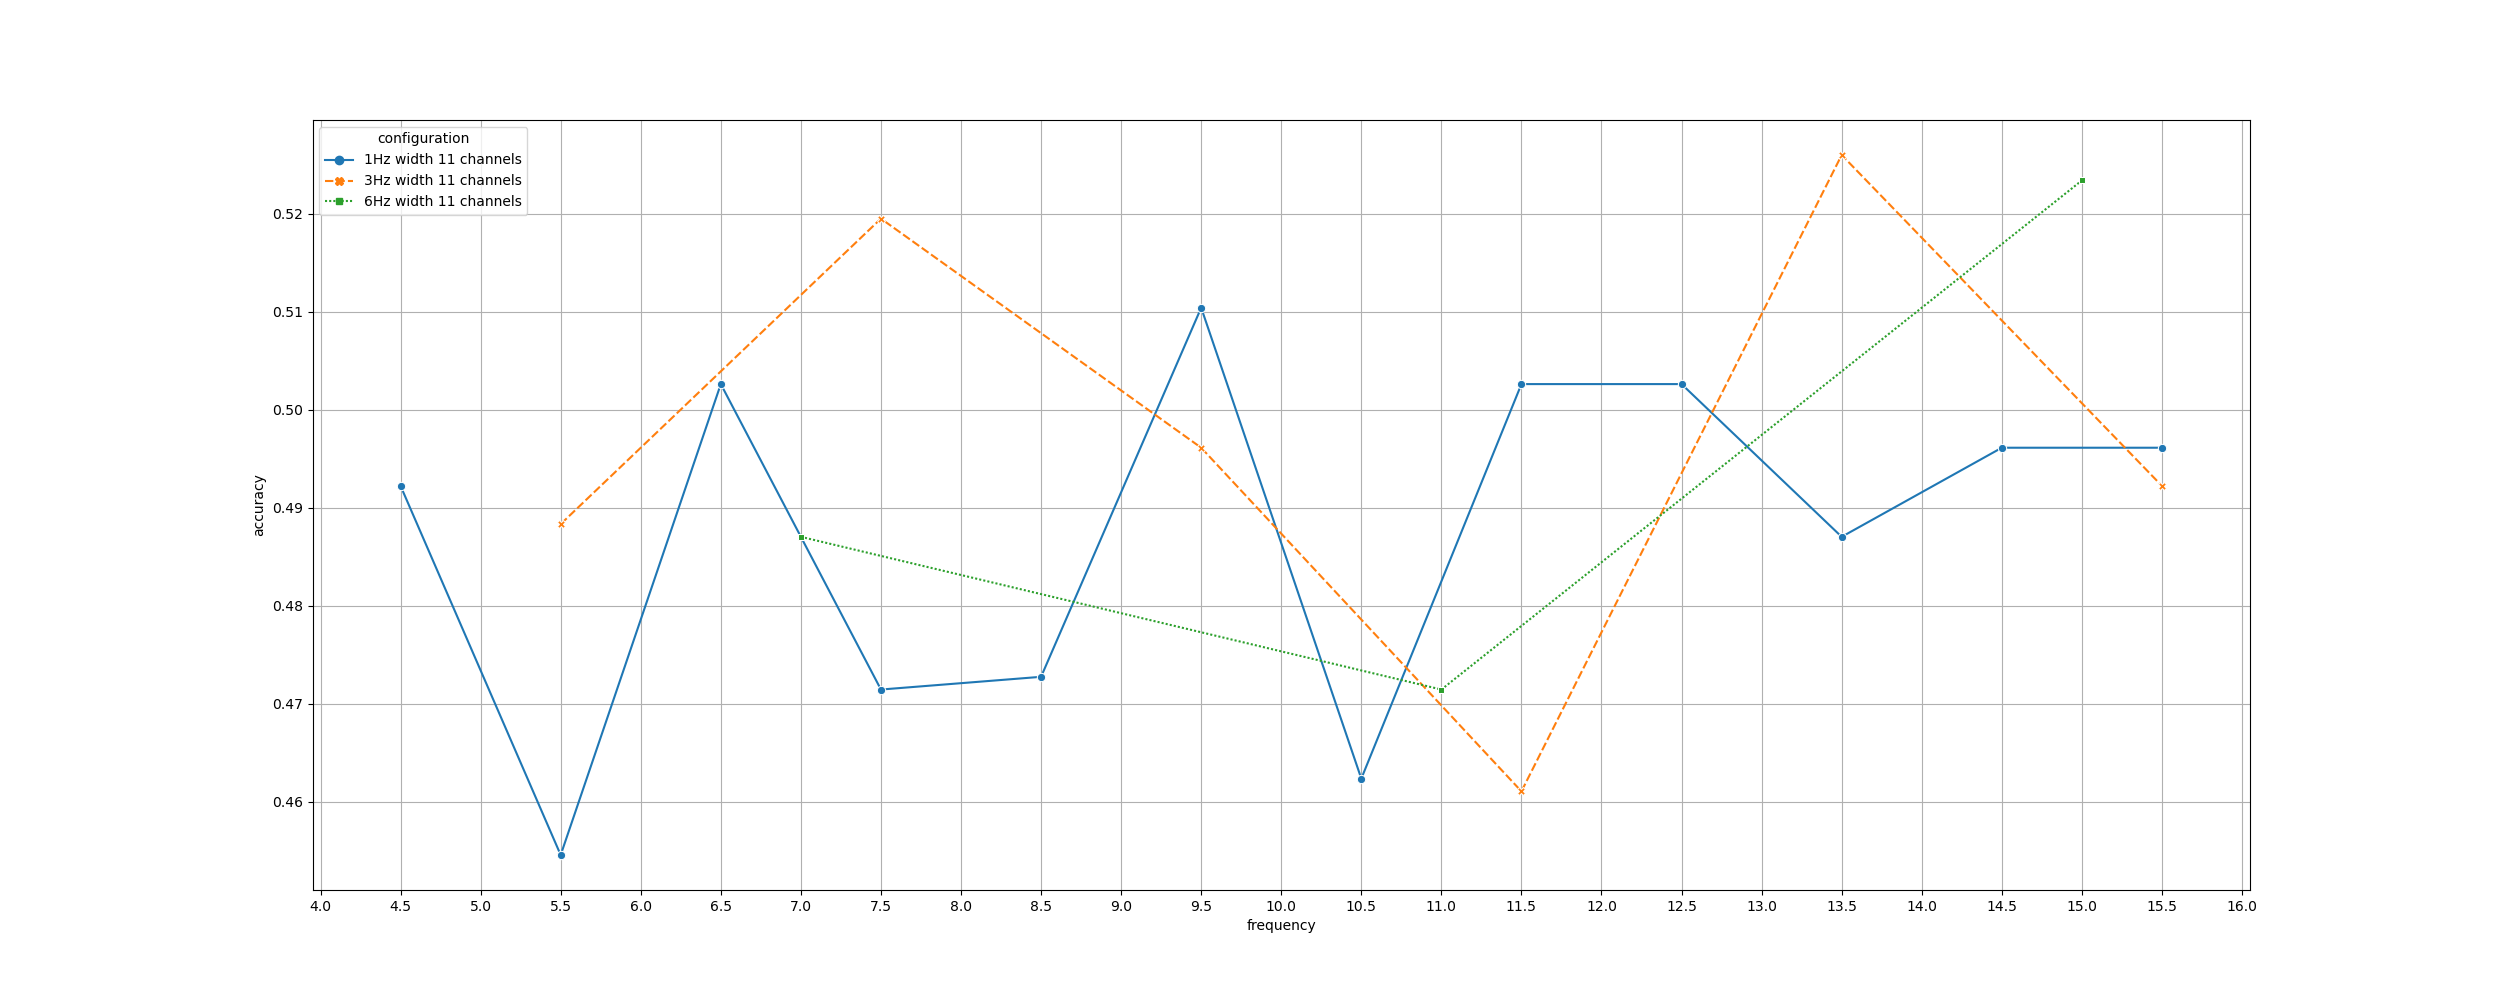 configuration
1Hz width 11 channels
3Hz width 11 channels
6Hz width 11 channels
0.52
0.51
0.50
0.49
0.48
0.47
0.46
accuracy
4.0 4.5 5.0 5.5 6.0 6.5 7.0 7.5 8.0 8.5 9.0 9.5 10.0 10.5 11.0 11.5 12.0 12.5 13.0 13.5 14.0 14.5 15.0 15.5 16.0
frequency